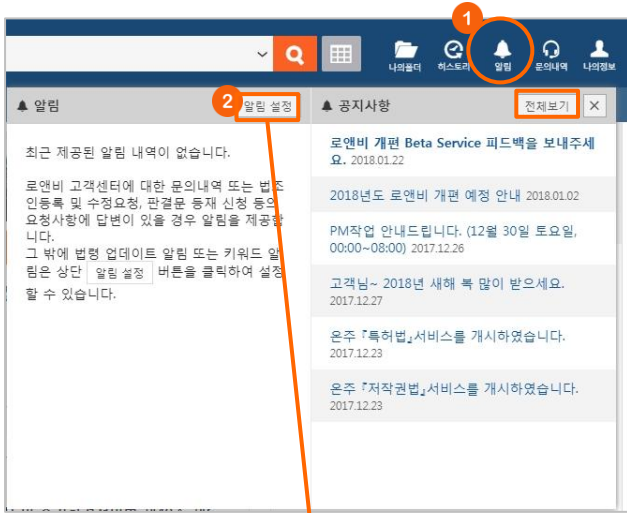 1
나의폴더 히스토리 알림 문의내역 나의정보
알림
2
알림 설정
최근 제공된 알림 내역이 없습니다.
로앤비 고객센터에 대한 문의내역 또는 법조
인등록 및 수정요청, 판결문 등재 신청 등의
요청사항에 답변이 있을 경우 알림을 제공합
니다.
그 밖에 법령 업데이트 알림 또는 키워드 알
림은 상단 알림 설정 버튼을 클릭하여 설정
할 수 있습니다.
공지사항
전체보기 ×
로앤비 개편 Beta Service 피드백을 보내주세
요. 2018.01.22
2018년도 로앤비 개편 예정 안내 2018.01.02
PM작업 안내드립니다. (12월 30일 토요일,
00:00~08:00) 2017.12.26
고객님~ 2018년 새해 복 많이 받으세요.
2017.12.27
온주 『특허법』서비스를 개시하였습니다.
2017.12.23
온주 『저작권법』서비스를 개시하였습니다.
2017.12.23